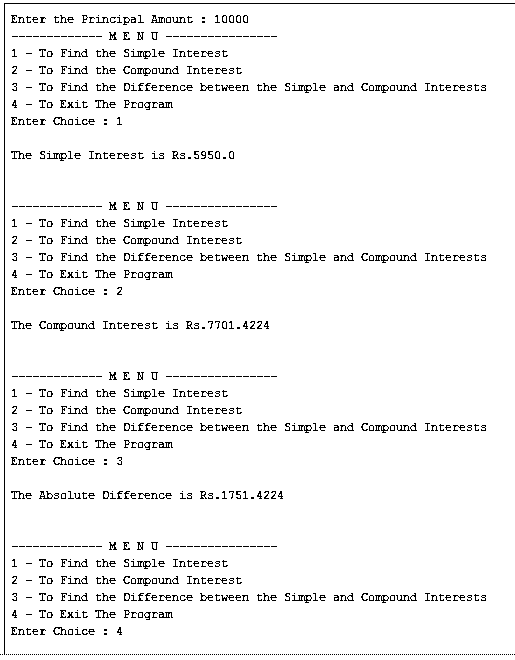 Enter the Principal Amount : 10000
------------- M E N U ----------------
1 - To Find the Simple Interest
2 - To Find the Compound Interest
3 - To Find the Difference between the Simple and Compound Interests
4 - To Exit The Program
Enter Choice : 1
The Simple Interest is Rs.5950.0
------------- M E N U ----------------
1 - To Find the Simple Interest
2 - To Find the Compound Interest
3 - To Find the Difference between the Simple and Compound Interests
4 - To Exit The Program
Enter Choice : 2
The Compound Interest is Rs.7701.4224
------------- M E N U ----------------
1 - To Find the Simple Interest
2 - To Find the Compound Interest
3 - To Find the Difference between the Simple and Compound Interests
4 - To Exit The Program
Enter Choice : 3
The Absolute Difference is Rs.1751.4224
------------- M E N U ----------------
1 - To Find the Simple Interest
2 - To Find the Compound Interest
3 - To Find the Difference between the Simple and Compound Interests
4 - To Exit The Program
Enter Choice : 4